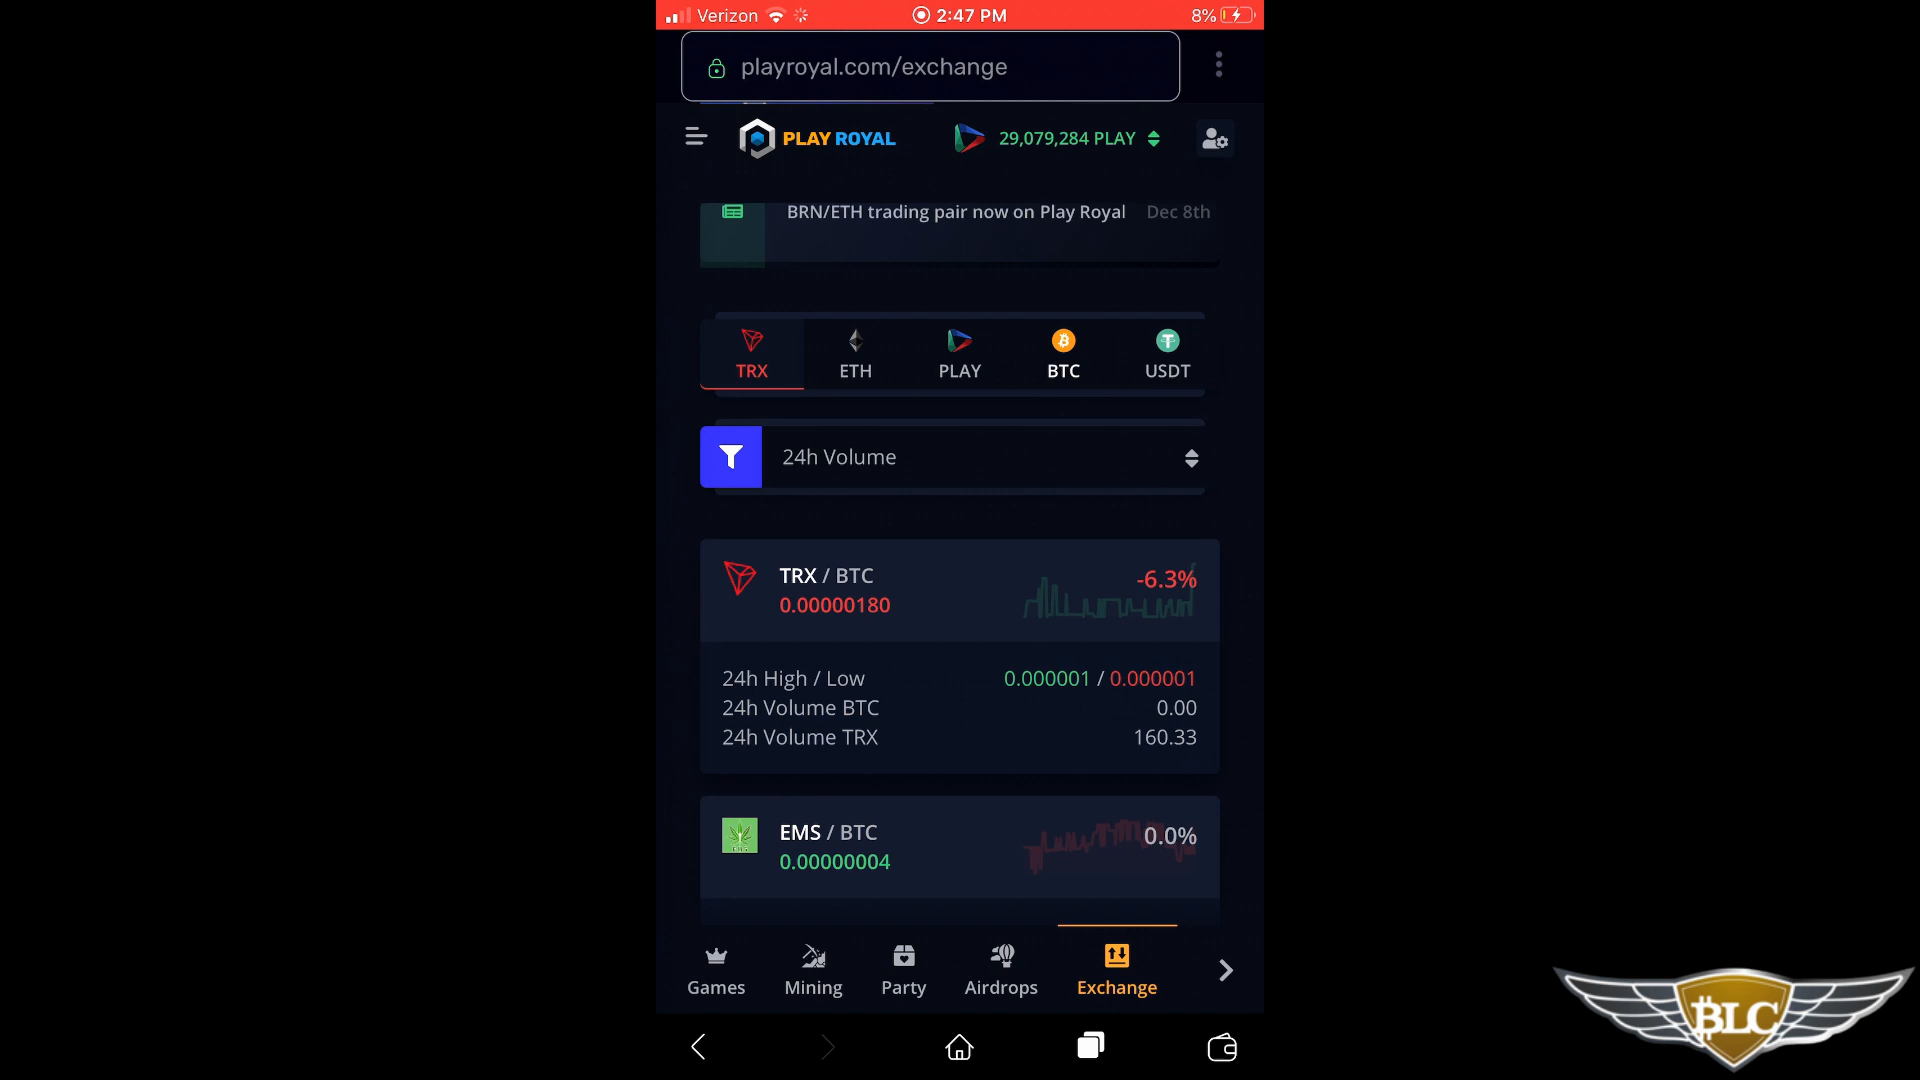 Verizon 2:47 PM 8%
playroyal.com/exchange
PLAY ROYAL 29,079,284 PLAY
BRN/ETH trading pair now on Play Royal Dec 8th
TRX ETH PLAY BTC USDT
24h Volume
TRX / BTC -6.3%
0.00000180
24h High / Low 0.000001 / 0.000001
24h Volume BTC 0.00
24h Volume TRX 160.33
EMS / BTC 0.0%
0.00000004
EMS
Games Mining Party Airdrops Exchange
BLC